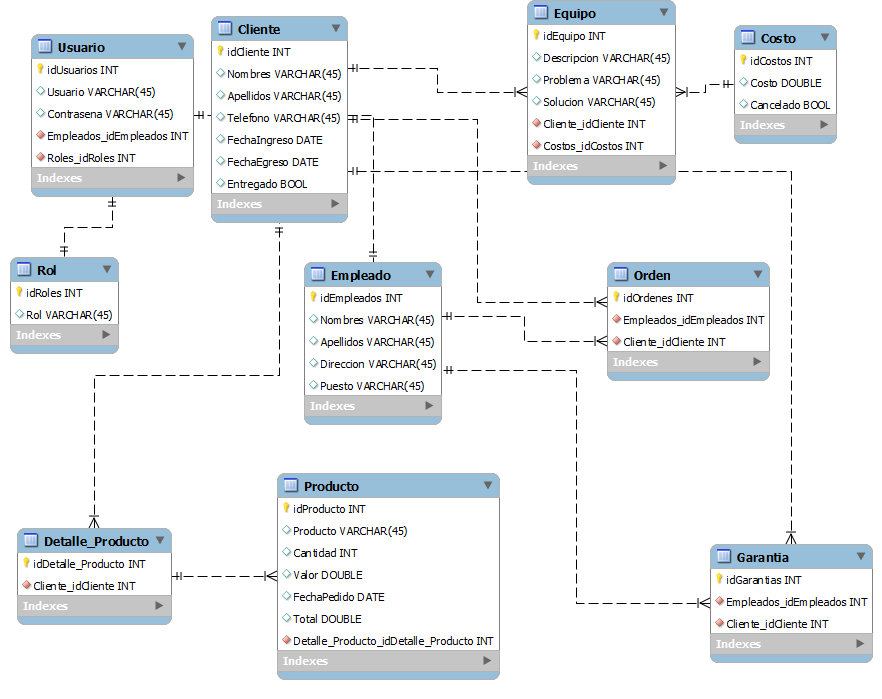 Usuario
idUsuarios INT
Usuario VARCHAR(45)
Contrasena VARCHAR(45)
Empleados_idEmpleados INT
Roles_idRoles INT
Indexes
Cliente
idCliente INT
Nombres VARCHAR(45)
Apellidos VARCHAR(45)
Telefono VARCHAR(45)
FechaIngreso DATE
FechaEgreso DATE
Entregado BOOL
Indexes
Equipo
idEquipo INT
Descripcion VARCHAR(45)
Problema VARCHAR(45)
Solucion VARCHAR(45)
Cliente_idCliente INT
Costos_idCostos INT
Indexes
Costo
idCostos INT
Costo DOUBLE
Cancelado BOOL
Indexes
Rol
idRoles INT
Rol VARCHAR(45)
Indexes
Empleado
idEmpleados INT
Nombres VARCHAR(45)
Apellidos VARCHAR(45)
Direccion VARCHAR(45)
Puesto VARCHAR(45)
Indexes
Orden
idOrdenes INT
Empleados_idEmpleados INT
Cliente_idCliente INT
Indexes
Detalle_Producto
idDetalle_Producto INT
Cliente_idCliente INT
Indexes
Producto
idProducto INT
Producto VARCHAR(45)
Cantidad INT
Valor DOUBLE
FechaPedido DATE
Total DOUBLE
Detalle_Producto_idDetalle_Producto INT
Indexes
Garantia
idGarantias INT
Empleados_idEmpleados INT
Cliente_idCliente INT
Indexes